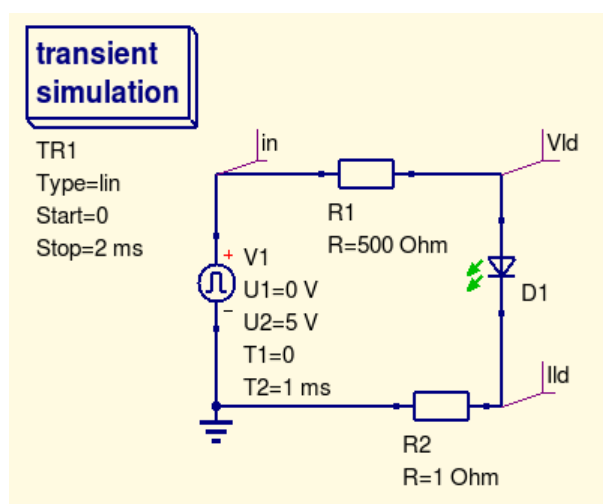 transient
simulation
TR1
Type=lin
Start=0
Stop=2 ms
in
Vld
R1
R=500 Ohm
+
V1
U1=0 V
U2=5 V
T1=0
T2=1 ms
−
D1
Ild
R2
R=1 Ohm